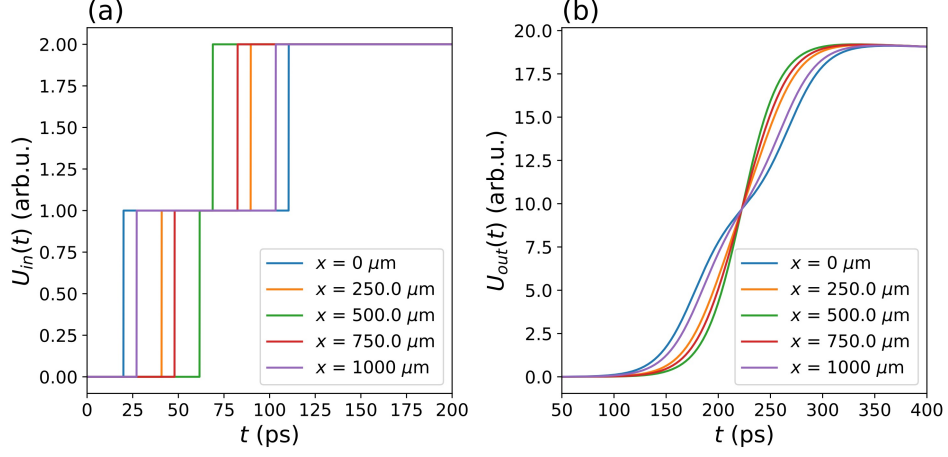 (a)
U_in(t) (arb.u.)
2.00
1.75
1.50
1.25
1.00
0.75
0.50
0.25
0.00
x = 0 μm
x = 250.0 μm
x = 500.0 μm
x = 750.0 μm
x = 1000 μm
0 25 50 75 100 125 150 175 200
t (ps)
(b)
U_out(t) (arb.u.)
20.0
17.5
15.0
12.5
10.0
7.5
5.0
2.5
0.0
x = 0 μm
x = 250.0 μm
x = 500.0 μm
x = 750.0 μm
x = 1000 μm
50 100 150 200 250 300 350 400
t (ps)